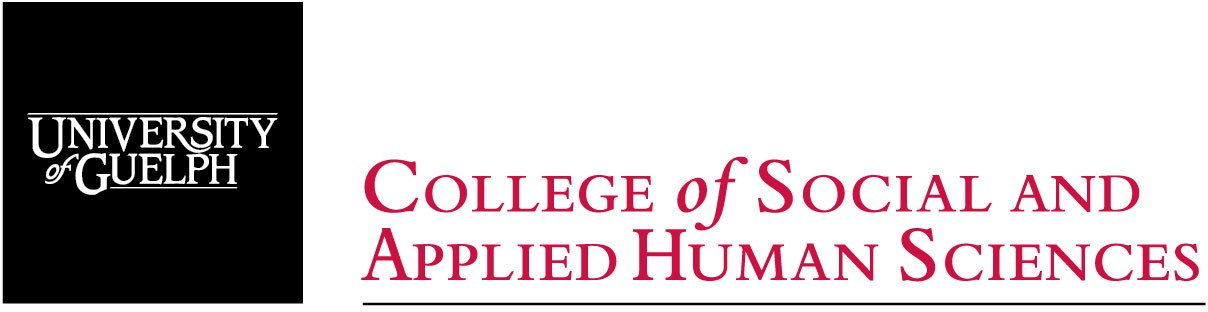 UNIVERSITY
of GUELPH
COLLEGE of SOCIAL AND
APPLIED HUMAN SCIENCES